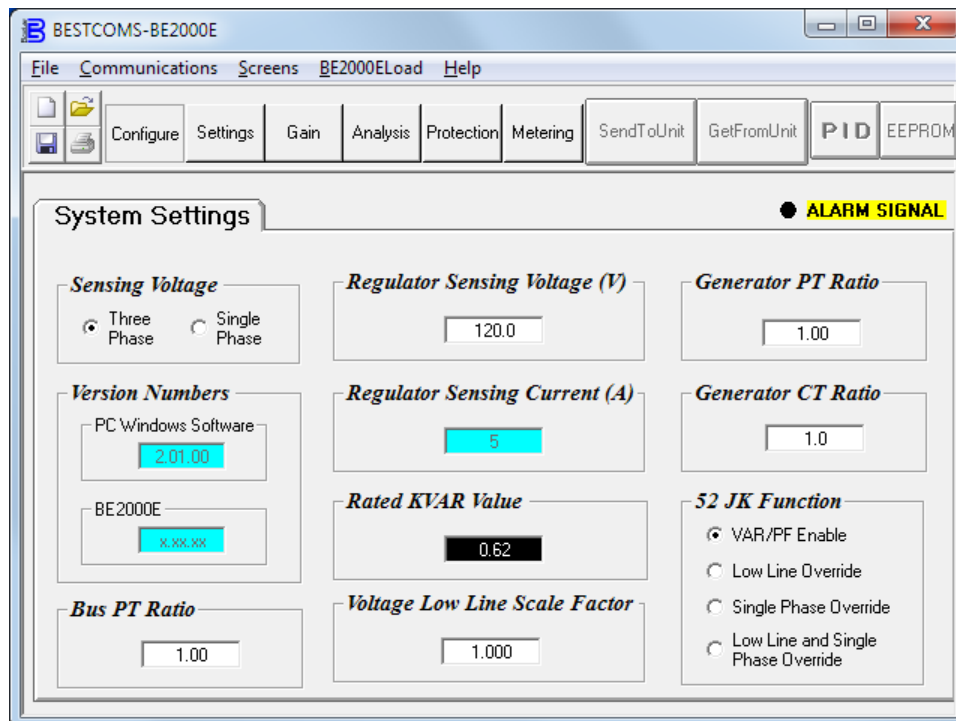 BESTCOMS-BE2000E
File Communications Screens BE2000ELoad Help
Configure Settings Gain Analysis Protection Metering SendToUnit GetFromUnit PID EEPROM
System Settings
ALARM SIGNAL
Sensing Voltage
Three Phase
Single Phase
Regulator Sensing Voltage (V)
120.0
Generator PT Ratio
1.00
Version Numbers
PC Windows Software
2.01.00
BE2000E
x.xx.xx
Regulator Sensing Current (A)
5
Generator CT Ratio
1.0
Rated KVAR Value
0.62
52 JK Function
VAR/PF Enable
Low Line Override
Single Phase Override
Low Line and Single
Phase Override
Bus PT Ratio
1.00
Voltage Low Line Scale Factor
1.000